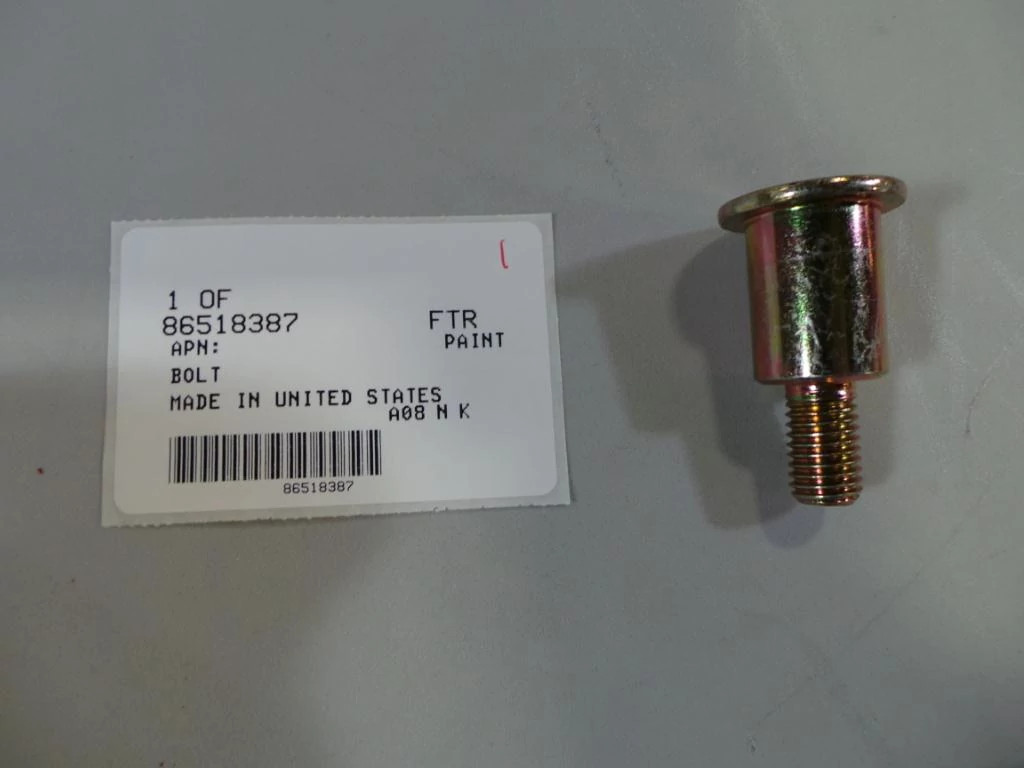 1 OF
86518387 FTR
APN: PAINT
BOLT
MADE IN UNITED STATES
A08 N K
86518387